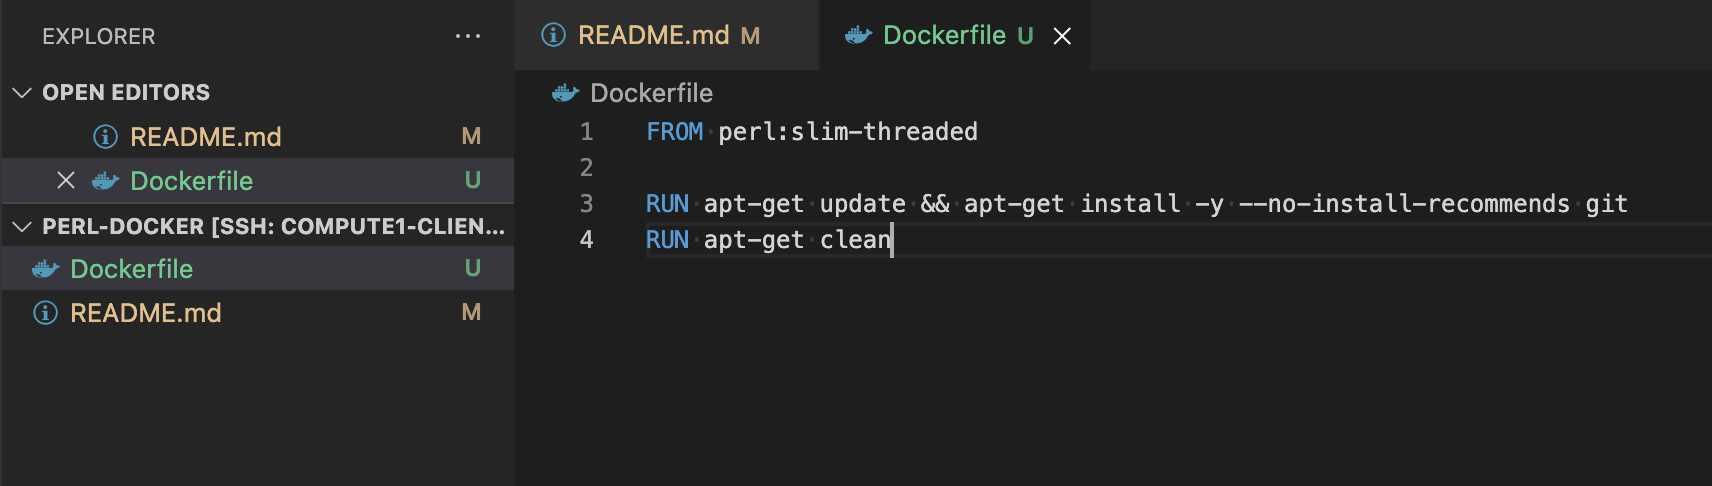 EXPLORER ···
OPEN EDITORS
README.md M
Dockerfile U
PERL-DOCKER [SSH: COMPUTE1-CLIEN...
Dockerfile U
README.md M
README.md M Dockerfile U
Dockerfile
1 FROM perl:slim-threaded
2
3 RUN apt-get update && apt-get install -y --no-install-recommends git
4 RUN apt-get clean